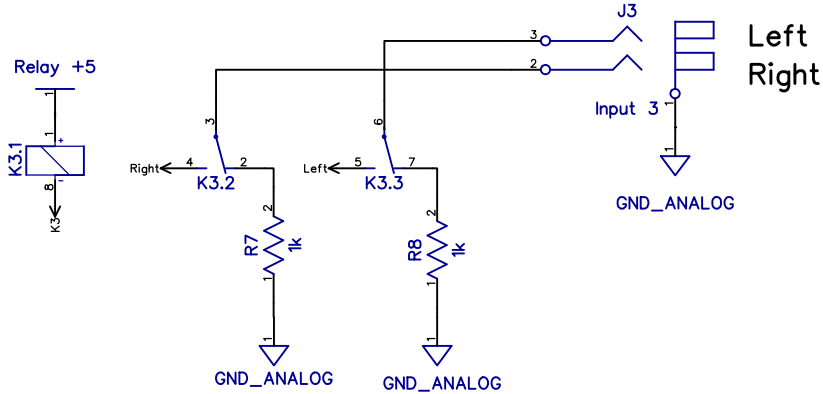 J3
Left
Right
3
2
Input 3
1
1
GND_ANALOG
Relay +5
1
1
+
K3.1
-
8
K3
3
6
Right
4
2
K3.2
Left
5
7
K3.3
2
R7
1k
1
1
GND_ANALOG
2
R8
1k
1
1
GND_ANALOG